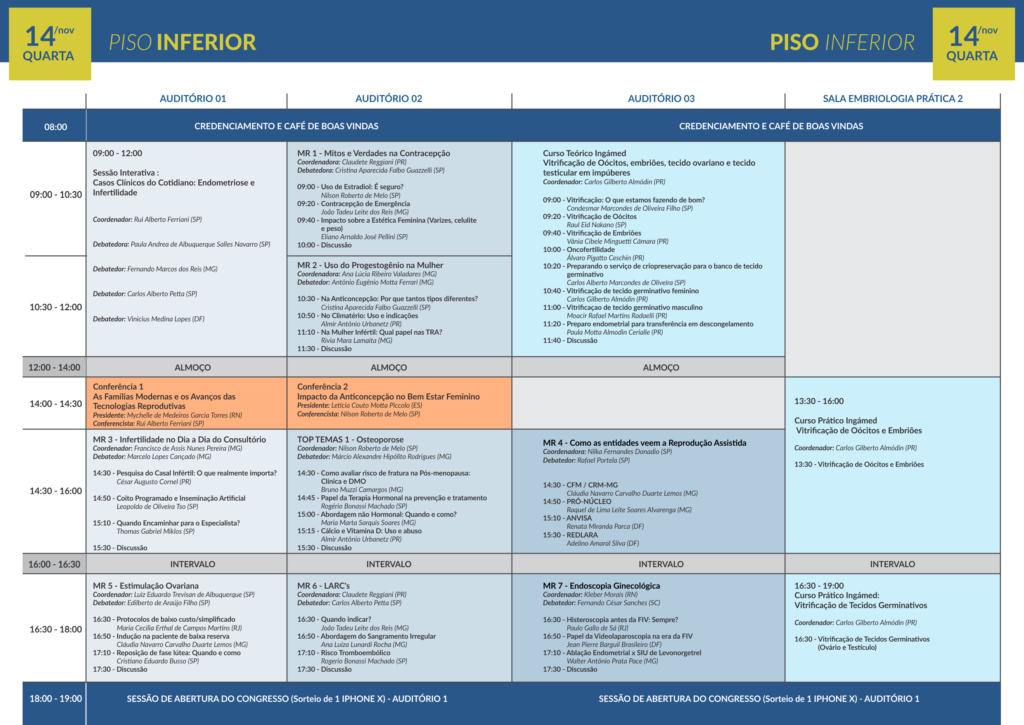 14/nov
QUARTA
PISO INFERIOR
PISO INFERIOR
14/nov
QUARTA
AUDITÓRIO 01
AUDITÓRIO 02
AUDITÓRIO 03
SALA EMBRIOLOGIA PRÁTICA 2
08:00
CREDENCIAMENTO E CAFÉ DE BOAS VINDAS
CREDENCIAMENTO E CAFÉ DE BOAS VINDAS
09:00 - 10:30
10:30 - 12:00
09:00 - 12:00
Sessão Interativa :
Casos Clínicos do Cotidiano: Endometriose e
Infertilidade
Coordenador: Rui Alberto Ferriani (SP)
Debatedora: Paula Andrea de Albuquerque Salles Navarro (SP)
Debatedor: Fernando Marcos dos Reis (MG)
Debatedor: Carlos Alberto Petta (SP)
Debatedor: Vinicius Medina Lopes (DF)
MR 1 - Mitos e Verdades na Contracepção
Coordenadora: Claudete Reggiani (PR)
Debatedora: Cristina Aparecida Falbo Guazzelli (SP)
09:00 - Uso de Estradiol: É seguro?
Nilson Roberto de Melo (SP)
09:20 - Contracepção de Emergência
João Tadeu Leite dos Reis (MG)
09:40 - Impacto sobre a Estética Feminina (Varizes, celulite
e peso)
Eliano Arnaldo José Pellini (SP)
10:00 - Discussão
MR 2 - Uso do Progestogênio na Mulher
Coordenadora: Ana Lúcia Ribeiro Valadares (MG)
Debatedor: Antônio Eugênio Motta Ferrari (MG)
10:30 - Na Anticoncepção: Por que tantos tipos diferentes?
Cristina Aparecida Falbo Guazzelli (SP)
10:50 - No Climatério: Uso e indicações
Almir Antônio Urbanetz (PR)
11:10 - Na Mulher Infértil: Qual papel nas TRA?
Rivia Mara Lamaita (MG)
11:30 - Discussão
Curso Teórico Ingámed
Vitrificação de Oócitos, embriões, tecido ovariano e tecido
testicular em impúberes
Coordenador: Carlos Gilberto Almódin (PR)
09:00 - Vitrificação: O que estamos fazendo de bom?
Condesmar Marcondes de Oliveira Filho (SP)
09:20 - Vitrificação de Oócitos
Raul Eid Nakano (SP)
09:40 - Vitrificação de Embriões
Vânia Cibele Minguetti Câmara (PR)
10:00 - Oncofertilidade
Álvaro Pigatto Ceschin (PR)
10:20 - Preparando o serviço de criopreservação para o banco de tecido
germinativo
Carlos Alberto Marcondes de Oliveira (SP)
10:40 - Vitrificação de tecido germinativo feminino
Carlos Gilberto Almódin (PR)
11:00 - Vitrificaçao de tecido germinativo masculino
Moacir Rafael Martins Radaelli (PR)
11:20 - Preparo endometrial para transferência em descongelamento
Paula Motta Almodin Cerialle (PR)
11:40 - Discussão
12:00 - 14:00
ALMOÇO
ALMOÇO
ALMOÇO
14:00 - 14:30
Conferência 1
As Famílias Modernas e os Avanços das
Tecnologias Reprodutivas
Presidente: Mychelle de Medeiros Garcia Torres (RN)
Conferencista: Rui Alberto Ferriani (SP)
Conferência 2
Impacto da Anticoncepção no Bem Estar Feminino
Presidente: Letícia Couto Motta Piccolo (ES)
Conferencista: Nilson Roberto de Melo (SP)
13:30 - 16:00
Curso Prático Ingámed
Vitrificação de Oócitos e Embriões
Coordenador: Carlos Gilberto Almódin (PR)
13:30 - Vitrificação de Oócitos e Embriões
14:30 - 16:00
MR 3 - Infertilidade no Dia a Dia do Consultório
Coordenador: Francisco de Assis Nunes Pereira (MG)
Debatedor: Marcelo Lopes Cançado (MG)
14:30 - Pesquisa do Casal Infértil: O que realmente importa?
César Augusto Cornel (PR)
14:50 - Coito Programado e Inseminação Artificial
Leopoldo de Oliveira Tso (SP)
15:10 - Quando Encaminhar para o Especialista?
Thomas Gabriel Miklos (SP)
15:30 - Discussão
TOP TEMAS 1 - Osteoporose
Coordenador: Nilson Roberto de Melo (SP)
Debatedor: Márcio Alexandre Hipólito Rodrigues (MG)
14:30 - Como avaliar risco de fratura na Pós-menopausa:
Clínica e DMO
Bruno Muzzi Camargos (MG)
14:45 - Papel da Terapia Hormonal na prevenção e tratamento
Rogério Bonassi Machado (SP)
15:00 - Abordagem não Hormonal: Quando e como?
Maria Marta Sarquis Soares (MG)
15:15 - Cálcio e Vitamina D: Uso e abuso
Almir Antônio Urbanetz (PR)
15:30 - Discussão
MR 4 - Como as entidades veem a Reprodução Assistida
Coordenadora: Nilka Fernandes Donadio (SP)
Debatedor: Rafael Portela (SP)
14:30 - CFM / CRM-MG
Cláudia Navarro Carvalho Duarte Lemos (MG)
14:50 - PRÓ-NÚCLEO
Raquel de Lima Leite Soares Alvarenga (MG)
15:10 - ANVISA
Renata Miranda Parca (DF)
15:30 - REDLARA
Adelino Amaral Silva (DF)
16:00 - 16:30
INTERVALO
INTERVALO
INTERVALO
INTERVALO
16:30 - 18:00
MR 5 - Estimulação Ovariana
Coordenador: Luiz Eduardo Trevisan de Albuquerque (SP)
Debatedor: Edilberto de Araújo Filho (SP)
16:30 - Protocolos de baixo custo/simplificado
Maria Cecilia Erthal de Campos Martins (RJ)
16:50 - Indução na paciente de baixa reserva
Cláudia Navarro Carvalho Duarte Lemos (MG)
17:10 - Reposição de fase lútea: Quando e como
Cristiano Eduardo Busso (SP)
17:30 - Discussão
MR 6 - LARC's
Coordenadora: Claudete Reggiani (PR)
Debatedor: Carlos Alberto Petta (SP)
16:30 - Quando indicar?
João Tadeu Leite dos Reis (MG)
16:50 - Abordagem do Sangramento Irregular
Ana Luiza Lunardi Rocha (MG)
17:10 - Risco Tromboembólico
Rogerio Bonassi Machado (SP)
17:30 - Discussão
MR 7 - Endoscopia Ginecológica
Coordenador: Kleber Morais (RN)
Debatedor: Fernando César Sanches (SC)
16:30 - Histeroscopia antes da FIV: Sempre?
Paulo Gallo de Sá (RJ)
16:50 - Papel da Videolaparoscopia na era da FIV
Jean Pierre Barguil Brasileiro (DF)
17:10 - Ablação Endometrial x SIU de Levonorgetrel
Walter Antônio Prata Pace (MG)
17:30 - Discussão
16:30 - 19:00
Curso Prático Ingámed:
Vitrificação de Tecidos Germinativos
Coordenador: Carlos Gilberto Almódin (PR)
16:30 - Vitrificação de Tecidos Germinativos
(Ovário e Testículo)
18:00 - 19:00
SESSÃO DE ABERTURA DO CONGRESSO (Sorteio de 1 IPHONE X) - AUDITÓRIO 1
SESSÃO DE ABERTURA DO CONGRESSO (Sorteio de 1 IPHONE X) - AUDITÓRIO 1